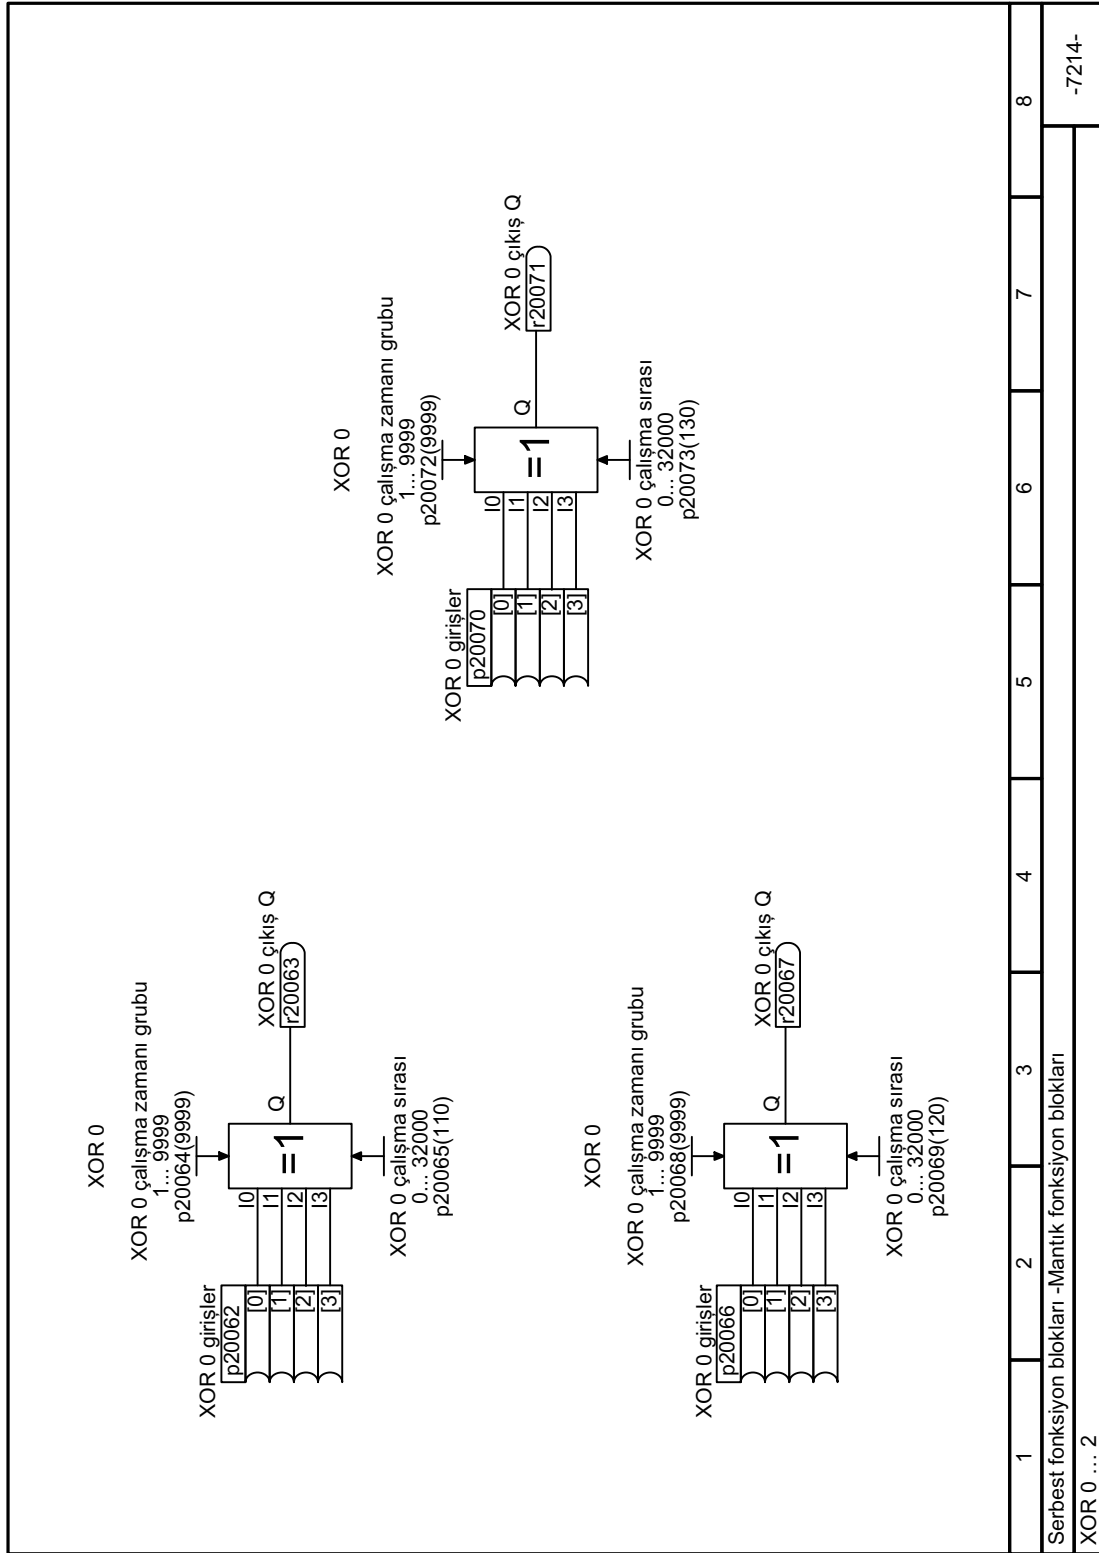 XOR 0
XOR 0 çalışma zamanı grubu
1... 9999
p20064(9999)
XOR 0 girişler
p20062
[0]
[1]
[2]
[3]
I0
I1
I2
I3
=1
Q
XOR 0 çıkış Q
r20063
XOR 0 çalışma sırası
0... 32000
p20065(110)
XOR 0
XOR 0 çalışma zamanı grubu
1... 9999
p20068(9999)
XOR 0 girişler
p20066
[0]
[1]
[2]
[3]
I0
I1
I2
I3
=1
Q
XOR 0 çıkış Q
r20067
XOR 0 çalışma sırası
0... 32000
p20069(120)
XOR 0
XOR 0 çalışma zamanı grubu
1... 9999
p20072(9999)
XOR 0 girişler
p20070
[0]
[1]
[2]
[3]
I0
I1
I2
I3
=1
Q
XOR 0 çıkış Q
r20071
XOR 0 çalışma sırası
0... 32000
p20073(130)
1 2 3 4 5 6 7 8
Serbest fonksiyon blokları -Mantık fonksiyon blokları
-7214-
XOR 0 ... 2